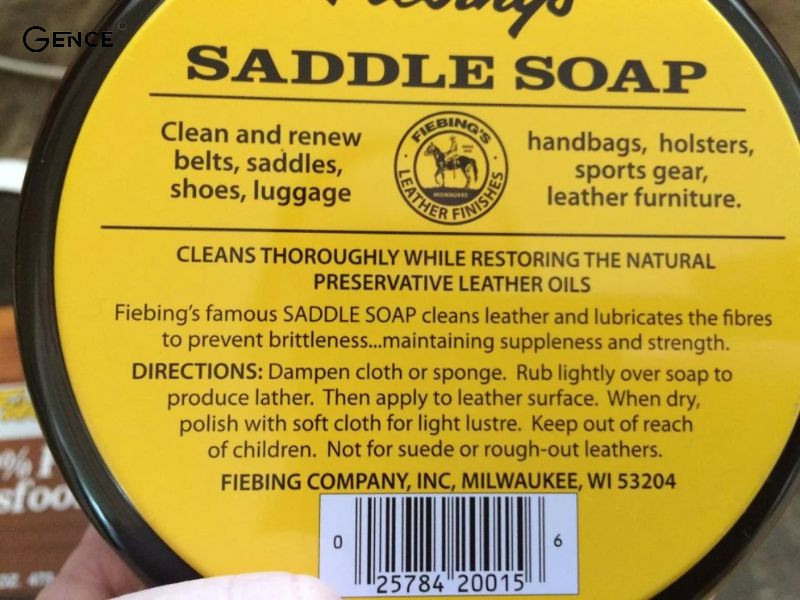 Fiebing's
GENCE
SADDLE SOAP
Clean and renew
belts, saddles,
shoes, luggage
FIEBING'S
LEATHER FINISHES
MILWAUKEE
handbags, holsters,
sports gear,
leather furniture.
CLEANS THOROUGHLY WHILE RESTORING THE NATURAL
PRESERVATIVE LEATHER OILS
Fiebing's famous SADDLE SOAP cleans leather and lubricates the fibres
to prevent brittleness...maintaining suppleness and strength.
DIRECTIONS: Dampen cloth or sponge. Rub lightly over soap to
produce lather. Then apply to leather surface. When dry,
polish with soft cloth for light lustre. Keep out of reach
of children. Not for suede or rough-out leathers.
FIEBING COMPANY, INC, MILWAUKEE, WI 53204
0 25784 20015 6